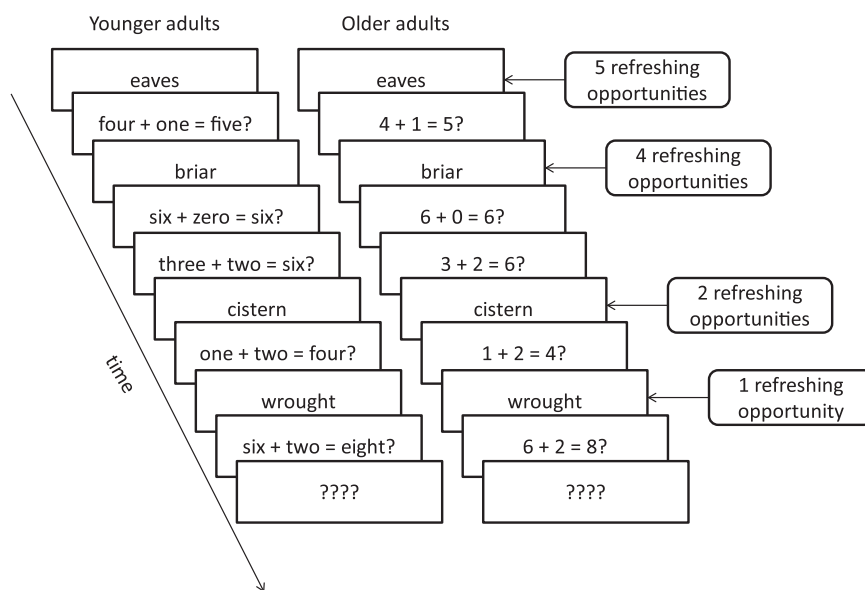 Younger adults
Older adults
eaves
four + one = five?
briar
six + zero = six?
three + two = six?
cistern
one + two = four?
wrought
six + two = eight?
????
eaves
4 + 1 = 5?
briar
6 + 0 = 6?
3 + 2 = 6?
cistern
1 + 2 = 4?
wrought
6 + 2 = 8?
????
5 refreshing
opportunities
4 refreshing
opportunities
2 refreshing
opportunities
1 refreshing
opportunity
time